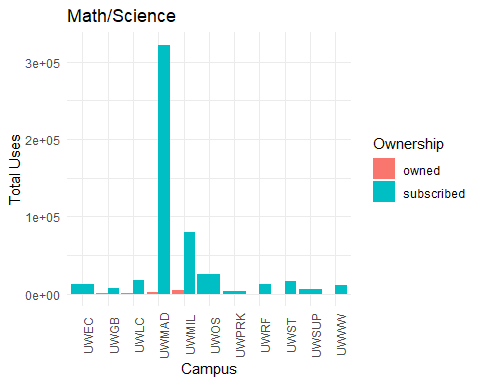 Math/Science
3e+05
2e+05
1e+05
0e+00
Total Uses
UWEC
UWGB
UWLC
UWMAD
UWMIL
UWOS
UWPRK
UWRF
UWST
UWSUP
UWWW
Campus
Ownership
owned
subscribed